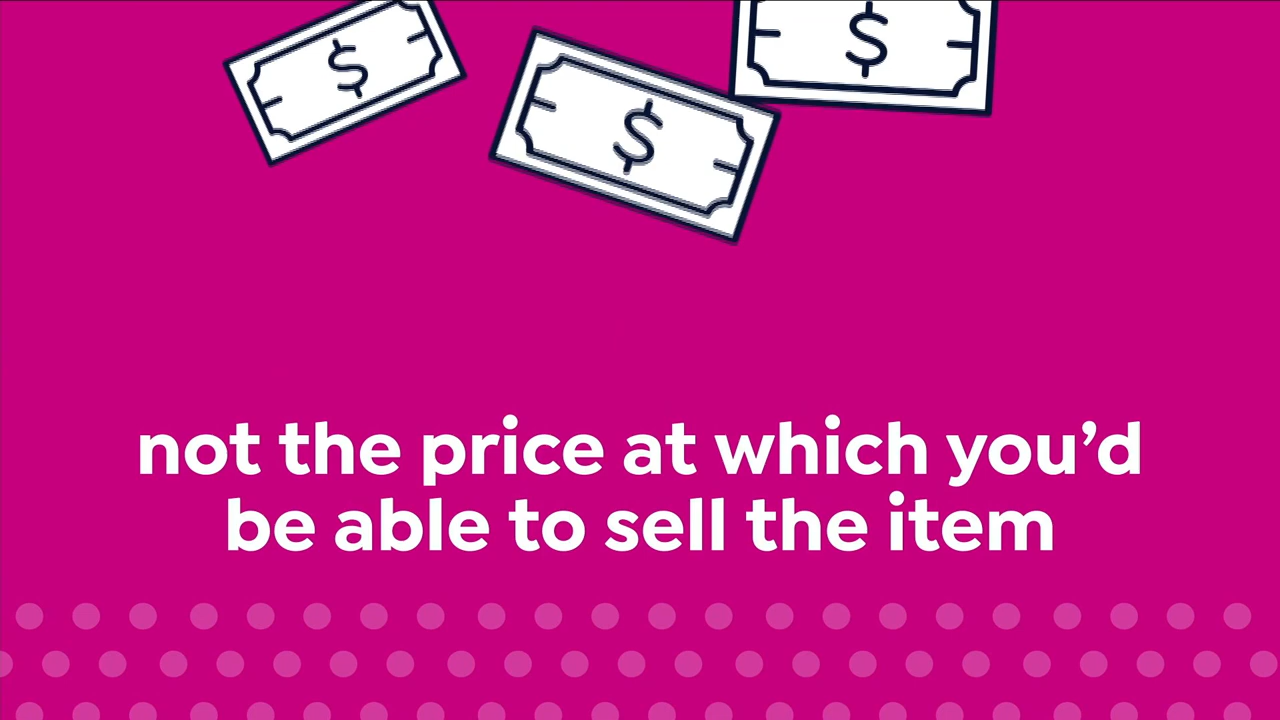 $
$
$
not the price at which you’d
be able to sell the item